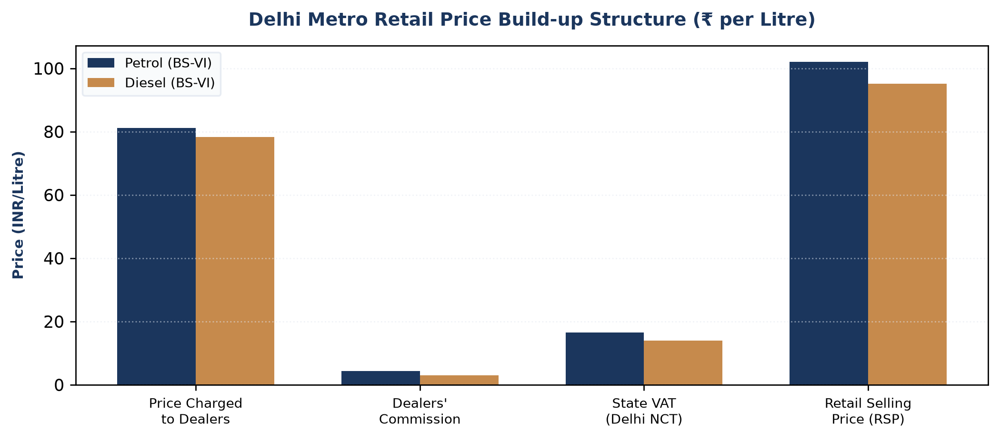 Delhi Metro Retail Price Build-up Structure (₹ per Litre)
Petrol (BS-VI)
Diesel (BS-VI)
Price (INR/Litre)
100
80
60
40
20
0
Price Charged
to Dealers
Dealers'
Commission
State VAT
(Delhi NCT)
Retail Selling
Price (RSP)